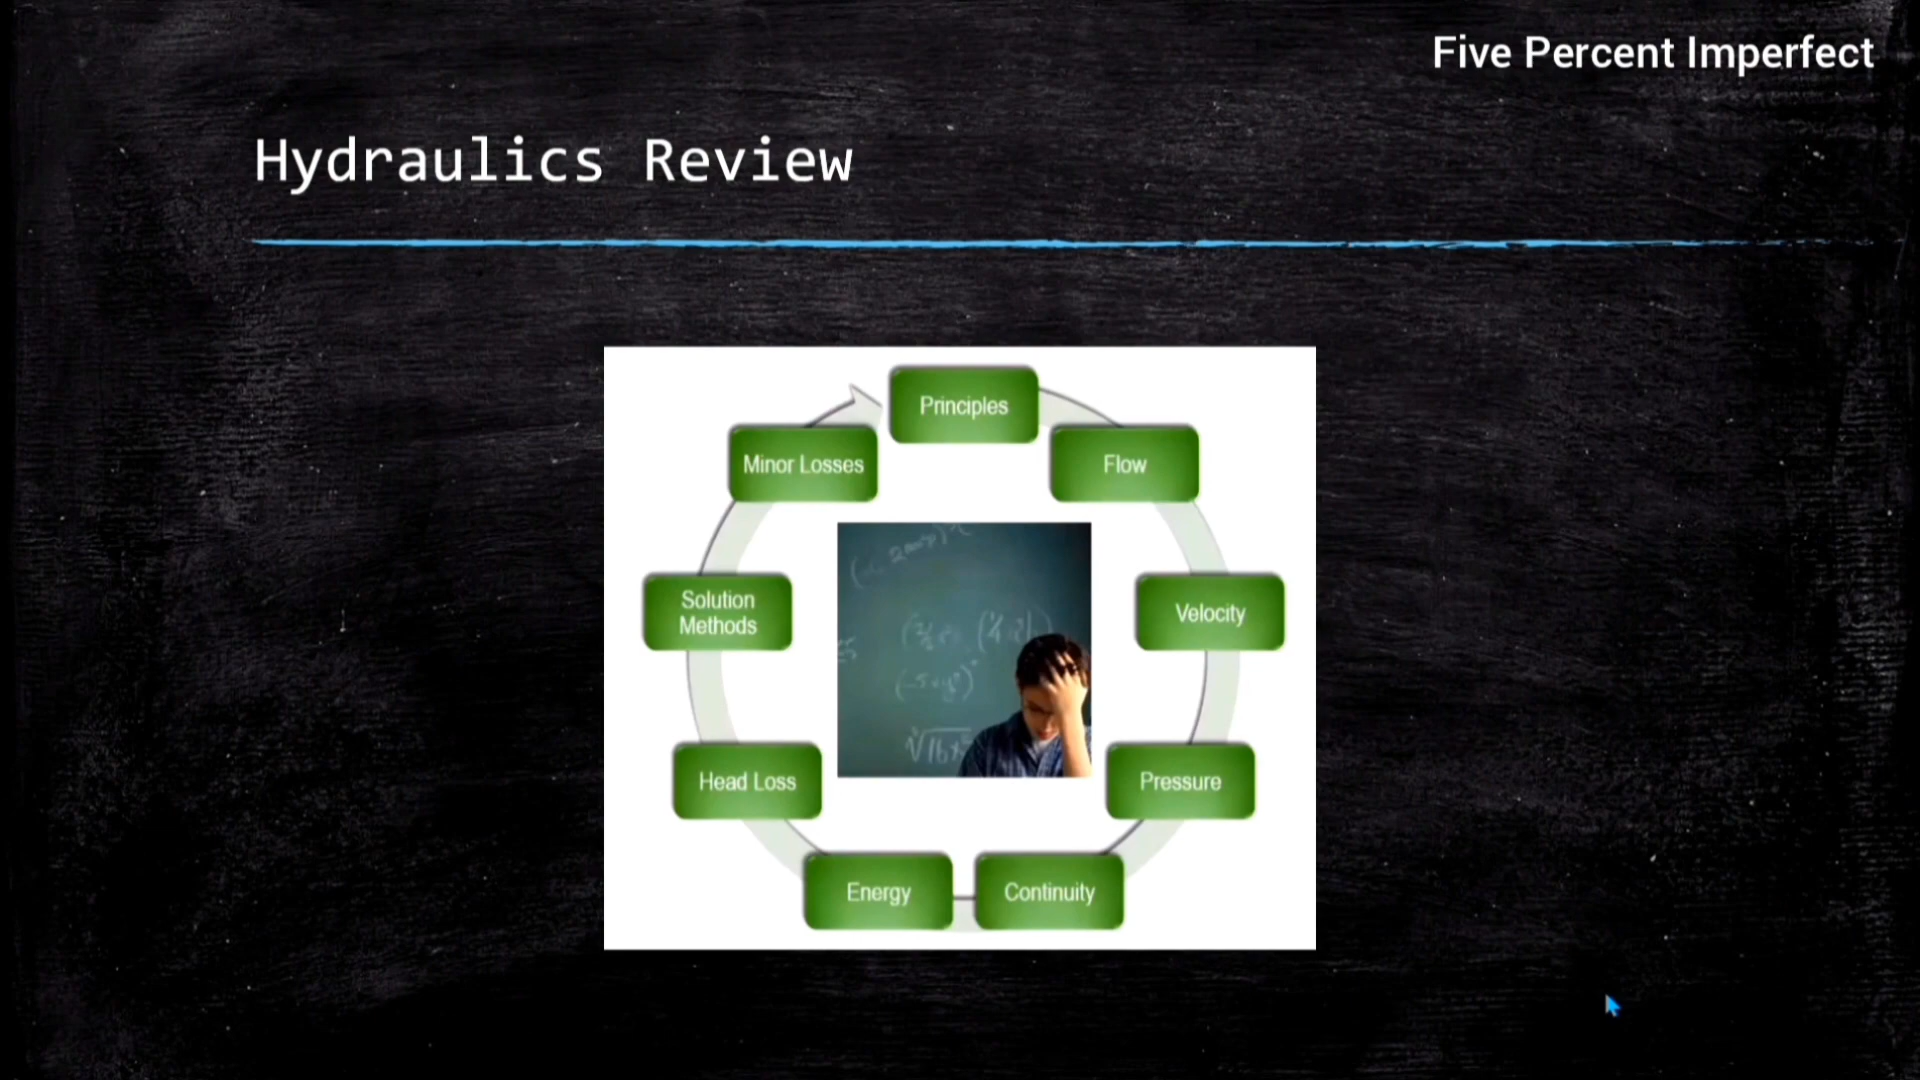 Five Percent Imperfect
Hydraulics Review
Principles
Flow
Velocity
Pressure
Continuity
Energy
Head Loss
Solution
Methods
Minor Losses